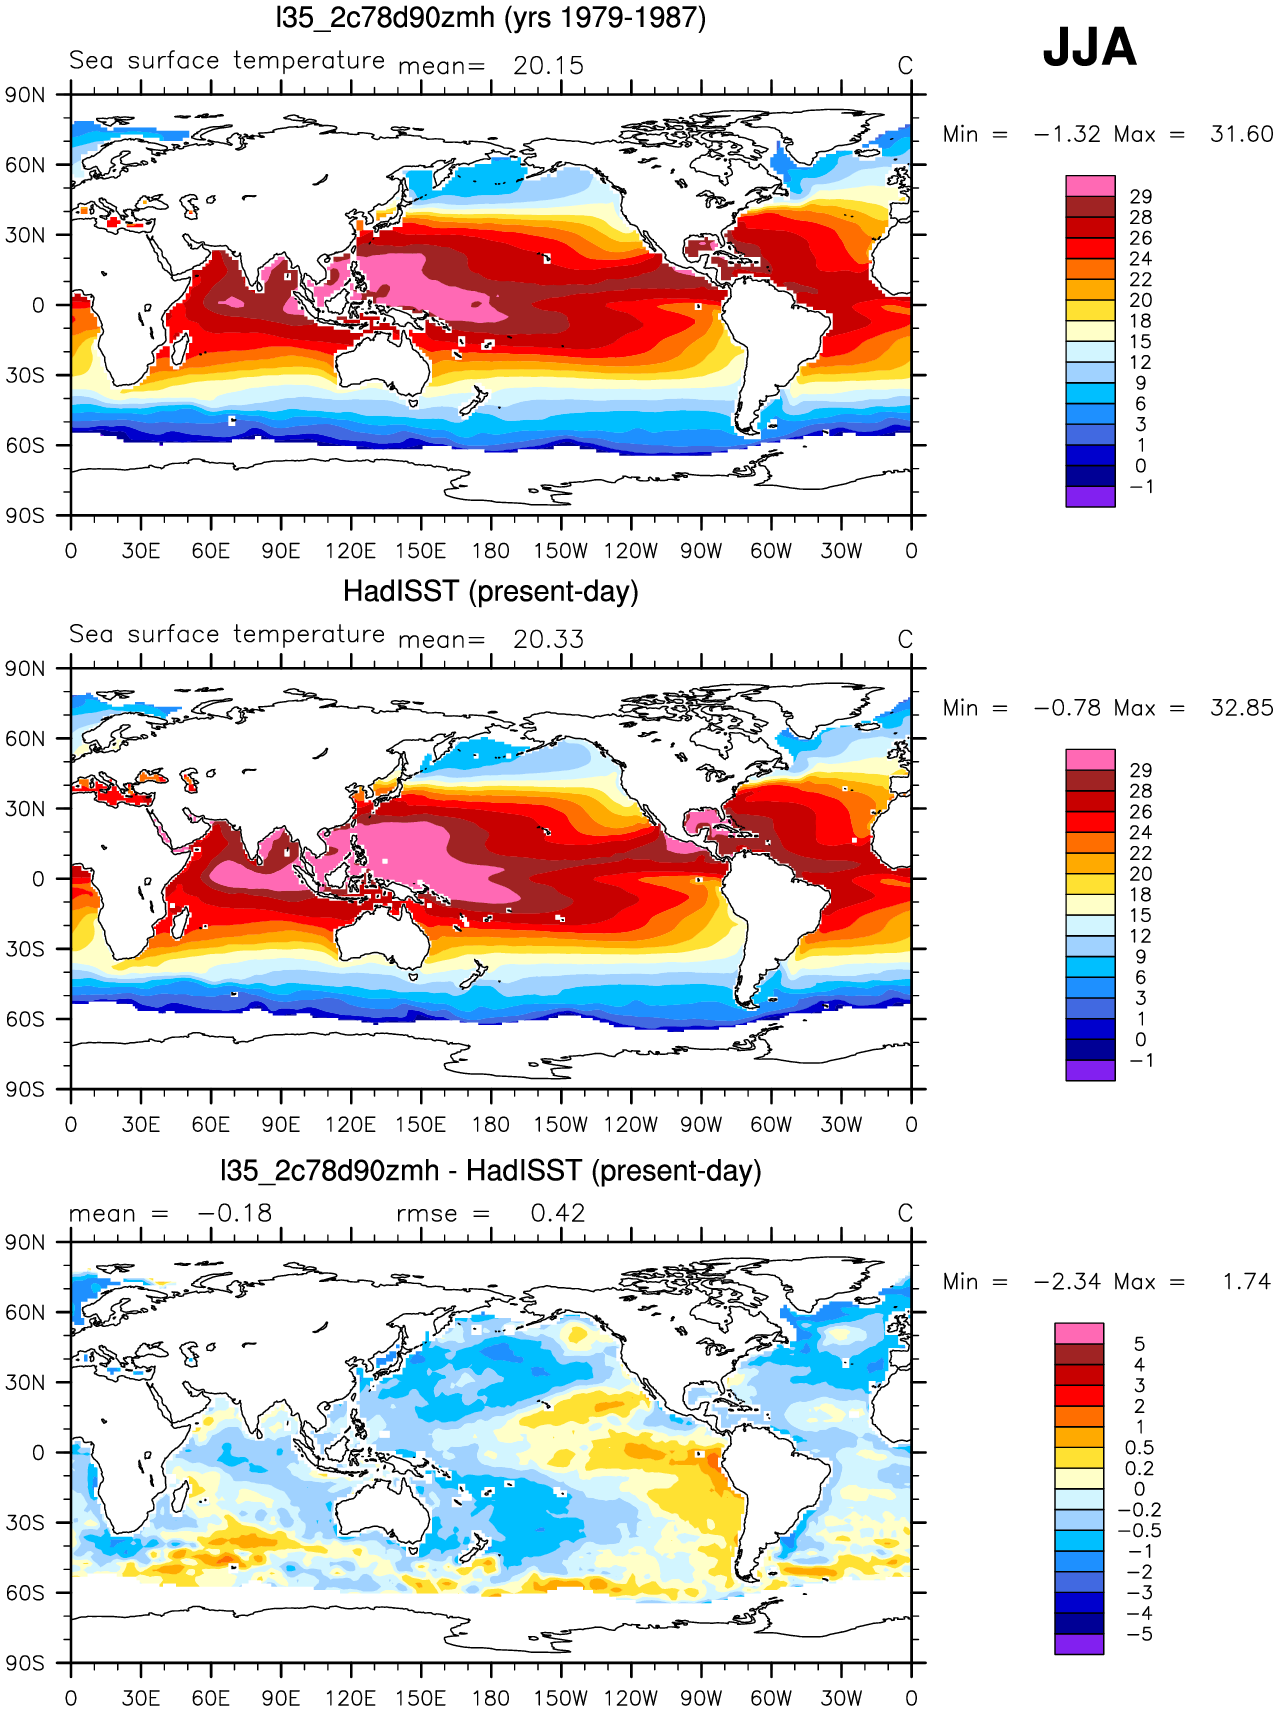 l35_2c78d90zmh (yrs 1979-1987)
JJA
Sea surface temperature mean= 20.15 C
Min = −1.32 Max = 31.60
90N
60N
30N
0
30S
60S
90S
0 30E 60E 90E 120E 150E 180 150W 120W 90W 60W 30W 0
29
28
26
24
22
20
18
15
12
9
6
3
1
0
−1
HadISST (present-day)
Sea surface temperature mean= 20.33 C
Min = −0.78 Max = 32.85
90N
60N
30N
0
30S
60S
90S
0 30E 60E 90E 120E 150E 180 150W 120W 90W 60W 30W 0
29
28
26
24
22
20
18
15
12
9
6
3
1
0
−1
l35_2c78d90zmh - HadISST (present-day)
mean = −0.18 rmse = 0.42 C
Min = −2.34 Max = 1.74
90N
60N
30N
0
30S
60S
90S
0 30E 60E 90E 120E 150E 180 150W 120W 90W 60W 30W 0
5
4
3
2
1
0.5
0.2
0
−0.2
−0.5
−1
−2
−3
−4
−5